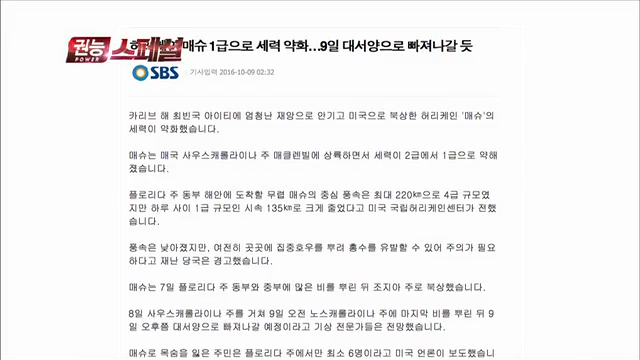 권능 스페셜
POWER
매슈 1급으로 세력 약화…9일 대서양으로 빠져나갈 듯
SBS
기사입력 2016-10-09 02:32
카리브 해 최빈국 아이티에 엄청난 재앙으로 안기고 미국으로 북상한 허리케인 '매슈'의
세력이 약화했습니다.
매슈는 매국 사우스캐롤라이나 주 매클렌빌에 상륙하면서 세력이 2급에서 1급으로 약해
졌습니다.
플로리다 주 동부 해안에 도착할 무렵 매슈의 중심 풍속은 최대 220㎞으로 4급 규모였
지만 하루 사이 1급 규모인 시속 135㎞로 크게 줄었다고 미국 국립허리케인센터가 전했
습니다.
풍속은 낮아졌지만, 여전히 곳곳에 집중호우를 뿌려 홍수를 유발할 수 있어 주의가 필요
하다고 재난 당국은 경고했습니다.
매슈는 7일 플로리다 주 동부와 중부에 많은 비를 뿌린 뒤 조지아 주로 북상했습니다.
8일 사우스캐롤라이나 주를 거쳐 9일 오전 노스캐롤라이나 주에 마지막 비를 뿌린 뒤 9
일 오후쯤 대서양으로 빠져나갈 예정이라고 기상 전문가들은 전망했습니다.
매슈로 목숨을 잃은 주민은 플로리다 주에서만 최소 6명이라고 미국 언론이 보도했습니